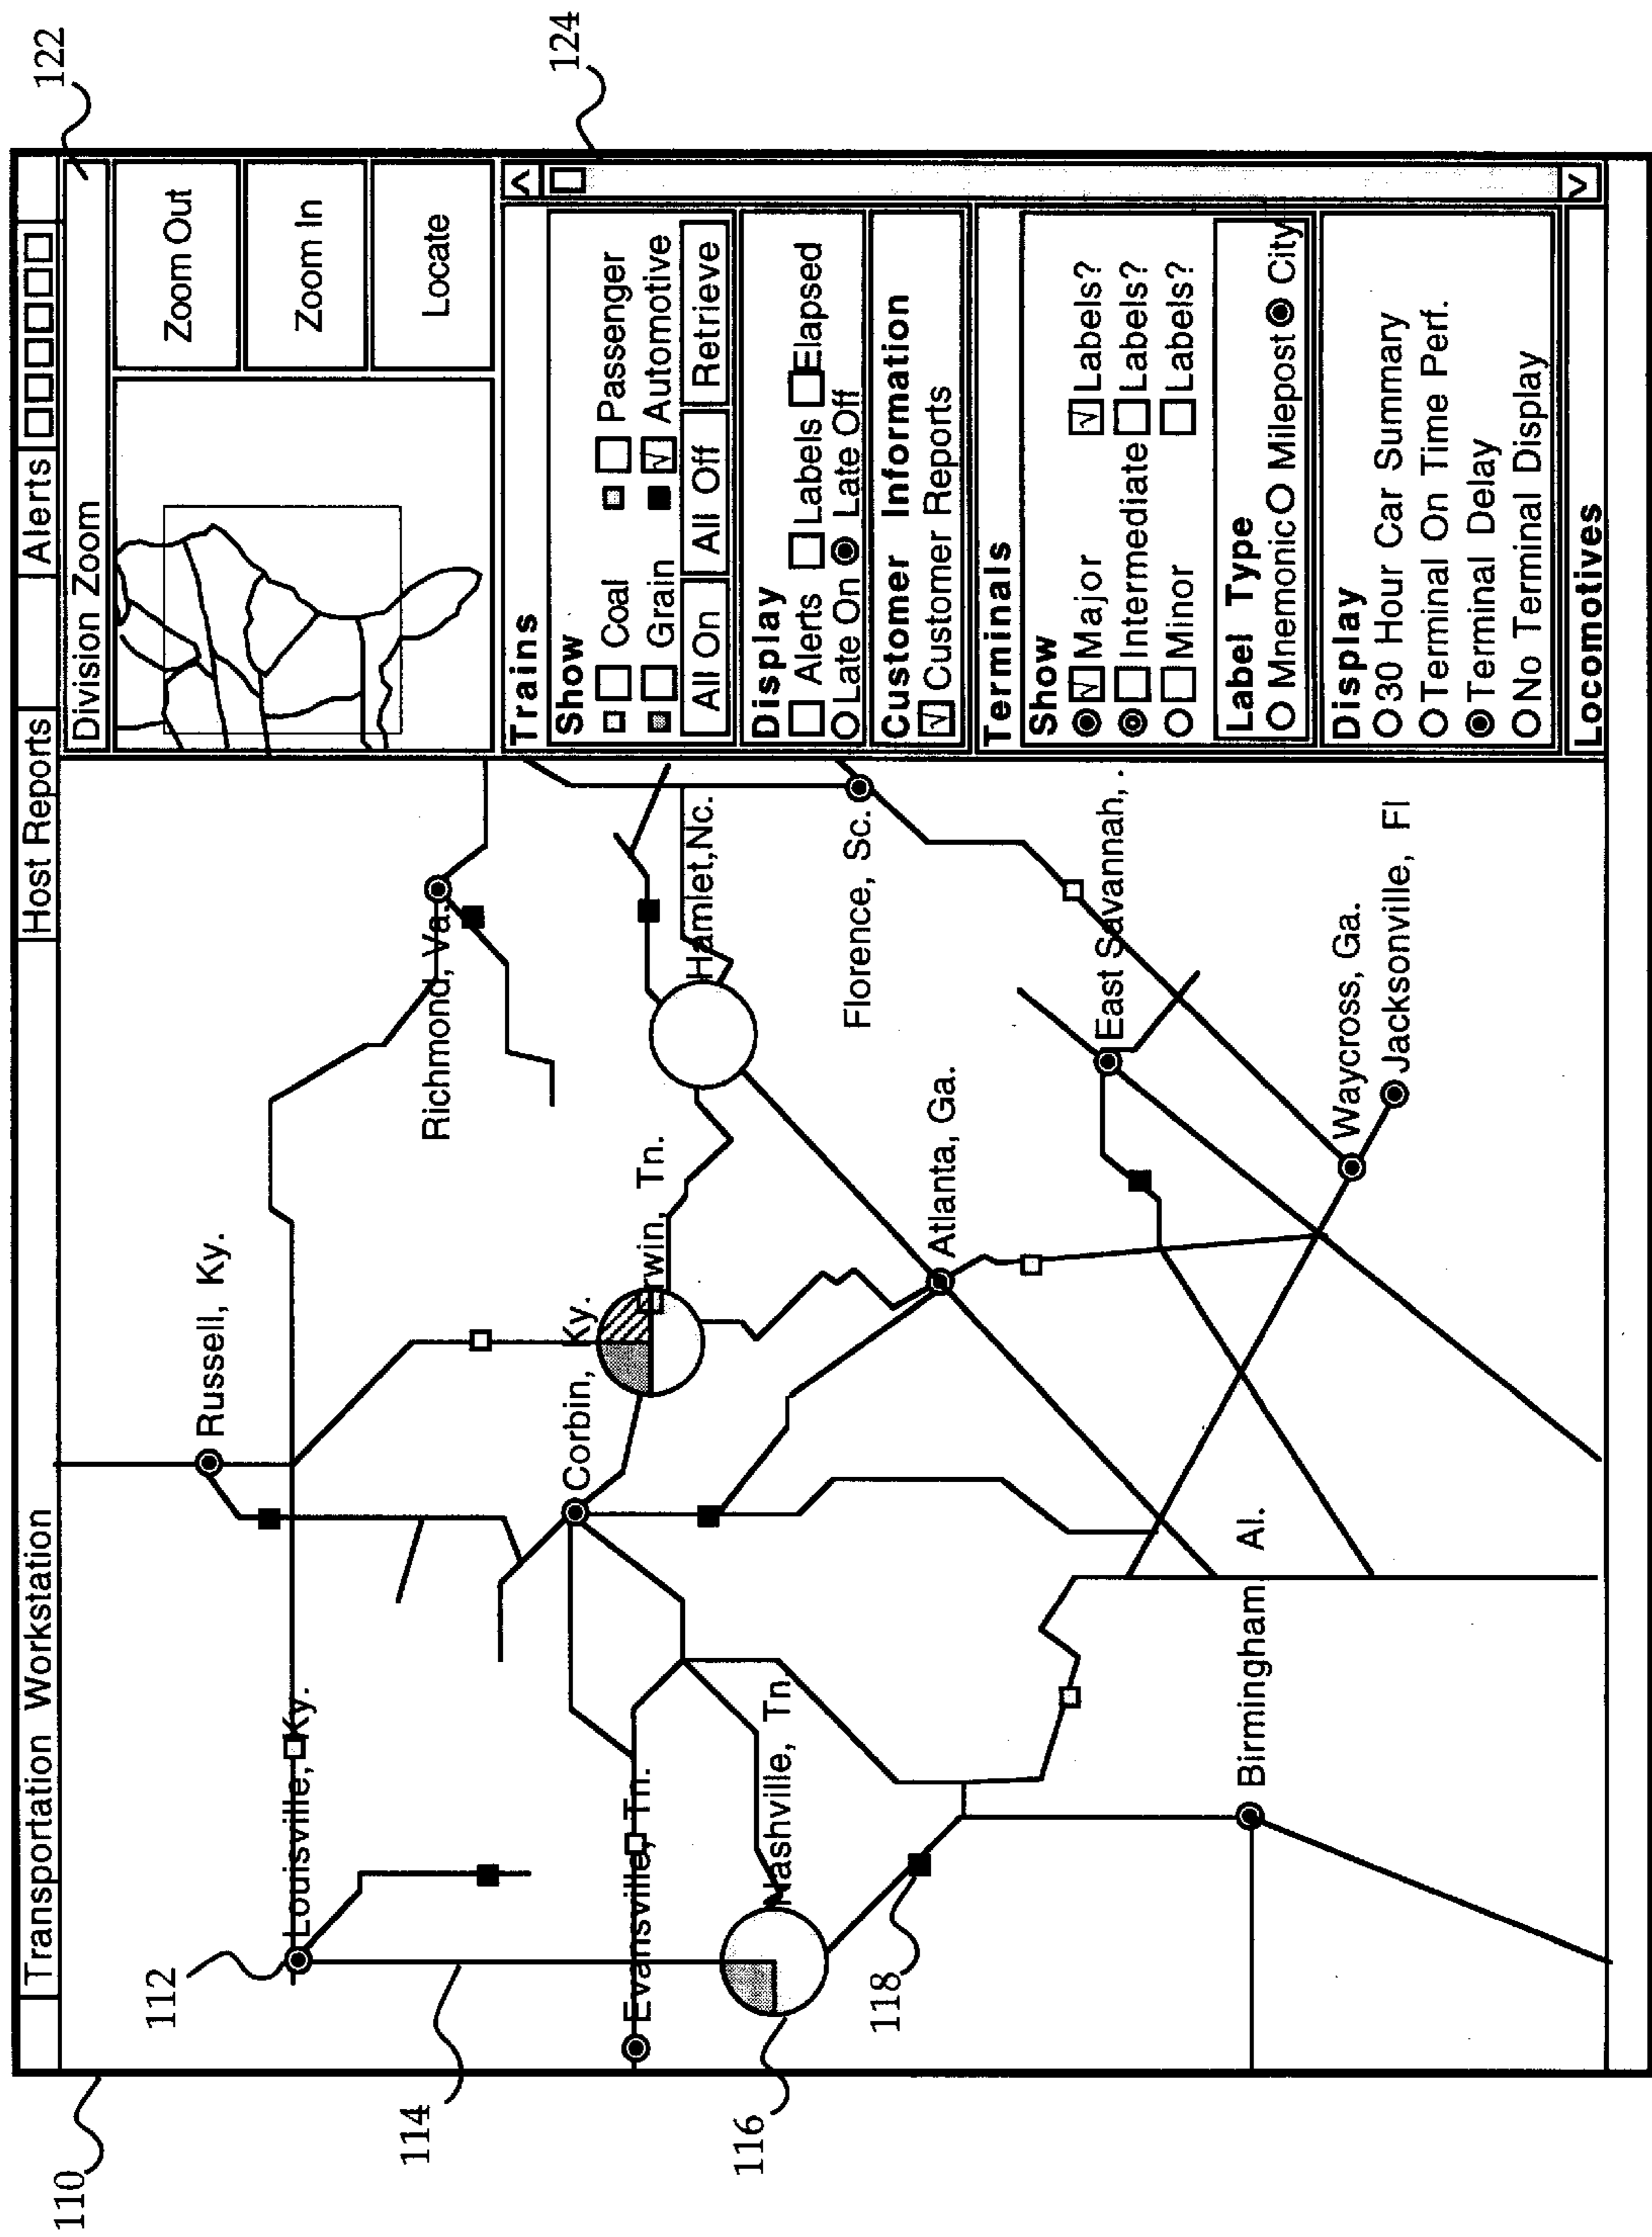 110
Transportation Workstation
Host Reports
Alerts
122
Division Zoom
Zoom Out
Zoom In
Locate
124
Trains
Show
Coal
Passenger
Grain
Automotive
All On
All Off
Retrieve
Display
Alerts
Labels
Elapsed
Late On
Late Off
Customer Information
Customer Reports
Terminals
Show
Major
Labels?
Intermediate
Labels?
Minor
Labels?
Label Type
Mnemonic
Milepost
City
Display
30 Hour Car Summary
Terminal On Time Perf.
Terminal Delay
No Terminal Display
Locomotives
112
Louisville, Ky.
Russell, Ky.
Richmond, Va.
114
Evansville, Tn.
Corbin, Ky.
Erwin, Tn.
Hamlet,Nc.
116
Nashville, Tn.
118
Atlanta, Ga.
Florence, Sc.
East Savannah, .
Birmingham, Al.
Waycross, Ga.
Jacksonville, Fl